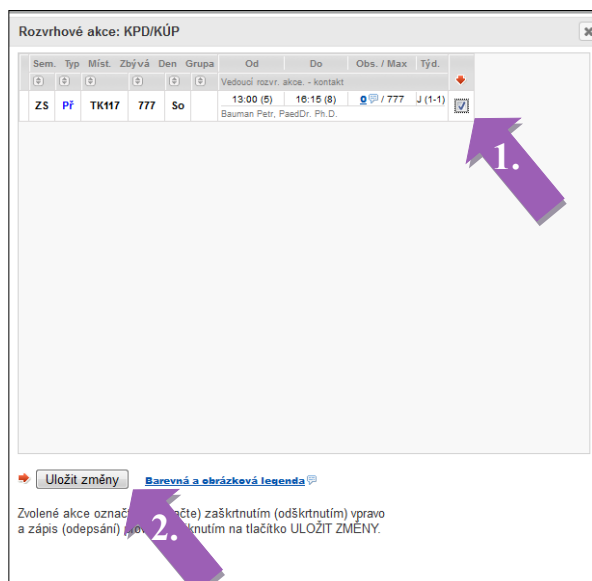 Rozvrhové akce: KPD/KÚP
Sem. Typ Míst. Zbývá Den Grupa Od Do Obs. / Max Týd.
Vedoucí rozvr. akce. - kontakt
ZS Př TK117 777 So 13:00 (5) 16:15 (8) 0 / 777 J (1-1)
Bauman Petr, PaedDr. Ph.D.
1.
Uložit změny Barevná a obrázková legenda
Zvolené akce označ čte) zaškrtnutím (odškrtnutím) vpravo
2.
a zápis (odepsání) knutím na tlačítko ULOŽIT ZMĚNY.